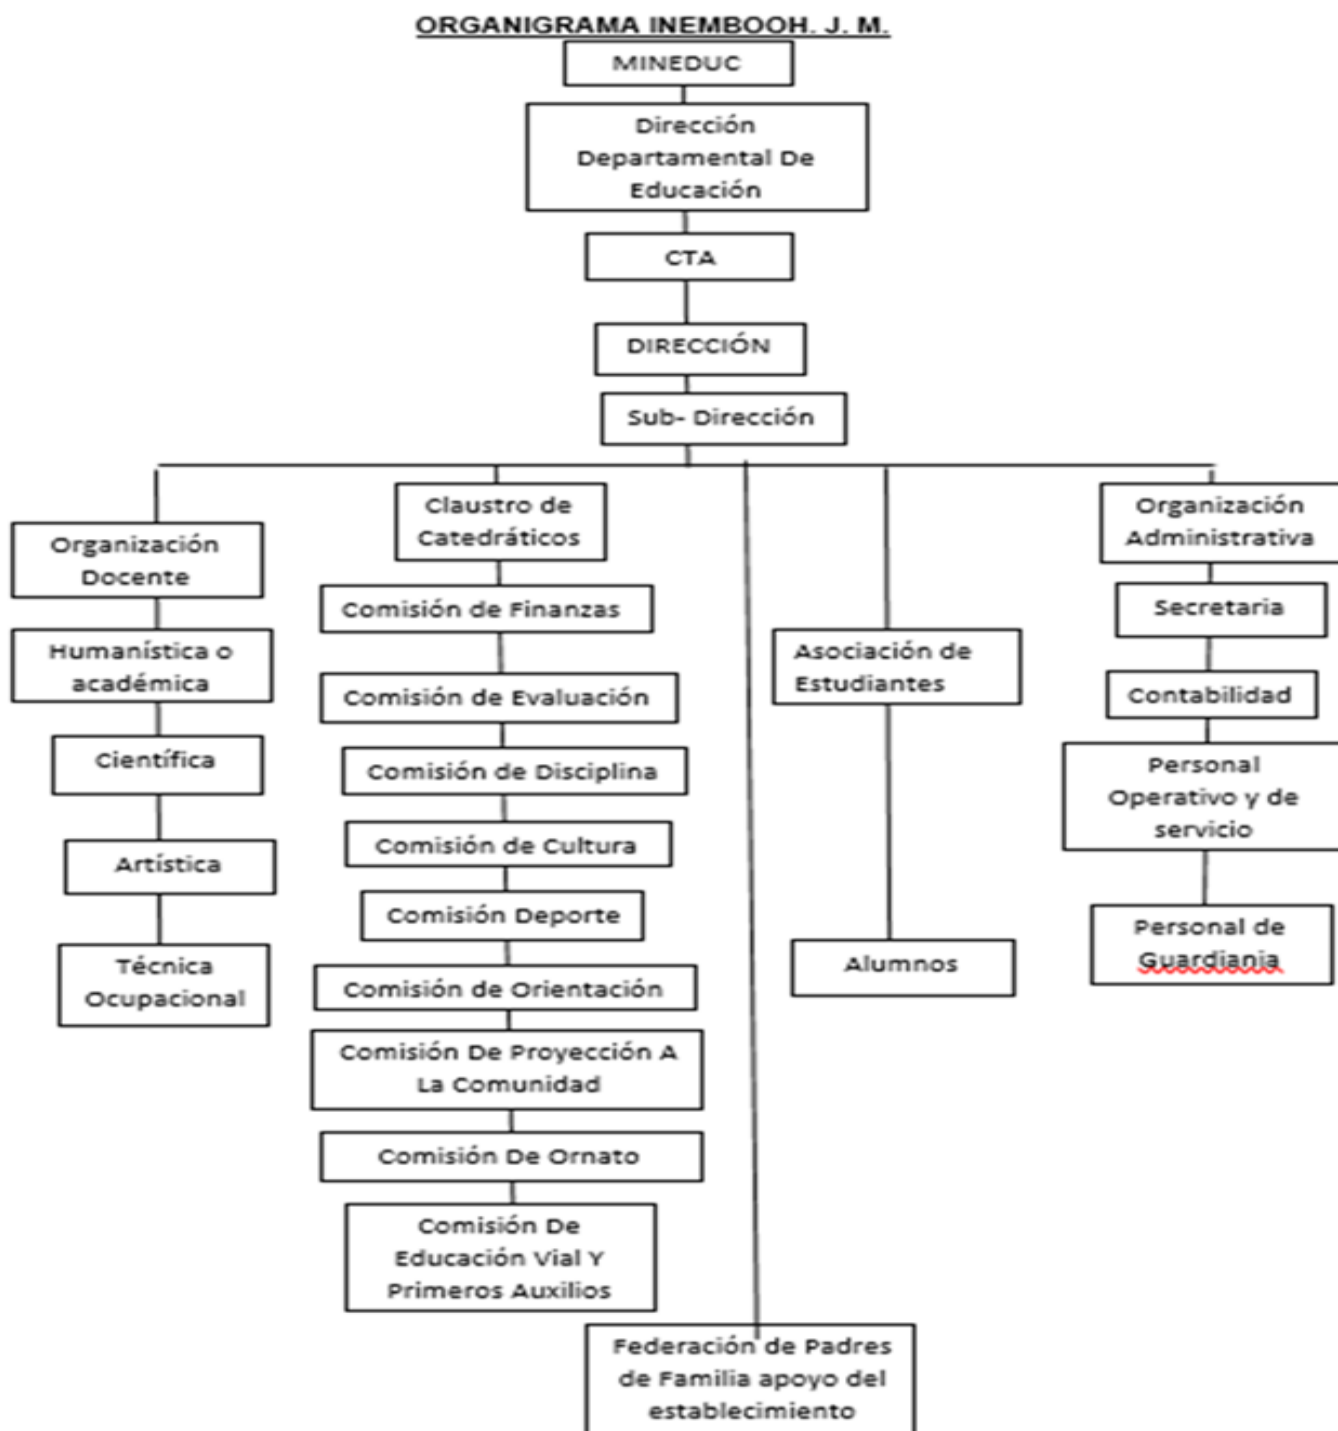 ORGANIGRAMA INEMBOOH. J. M.
MINEDUC
Dirección
Departamental De
Educación
CTA
DIRECCIÓN
Sub- Dirección
Organización
Docente
Humanística o
académica
Científica
Artística
Técnica
Ocupacional
Claustro de
Catedráticos
Comisión de Finanzas
Comisión de Evaluación
Comisión de Disciplina
Comisión de Cultura
Comisión Deporte
Comisión de Orientación
Comisión De Proyección A
La Comunidad
Comisión De Ornato
Comisión De
Educación Vial Y
Primeros Auxilios
Federación de Padres
de Familia apoyo del
establecimiento
Asociación de
Estudiantes
Alumnos
Organización
Administrativa
Secretaria
Contabilidad
Personal
Operativo y de
servicio
Personal de
Guardiania